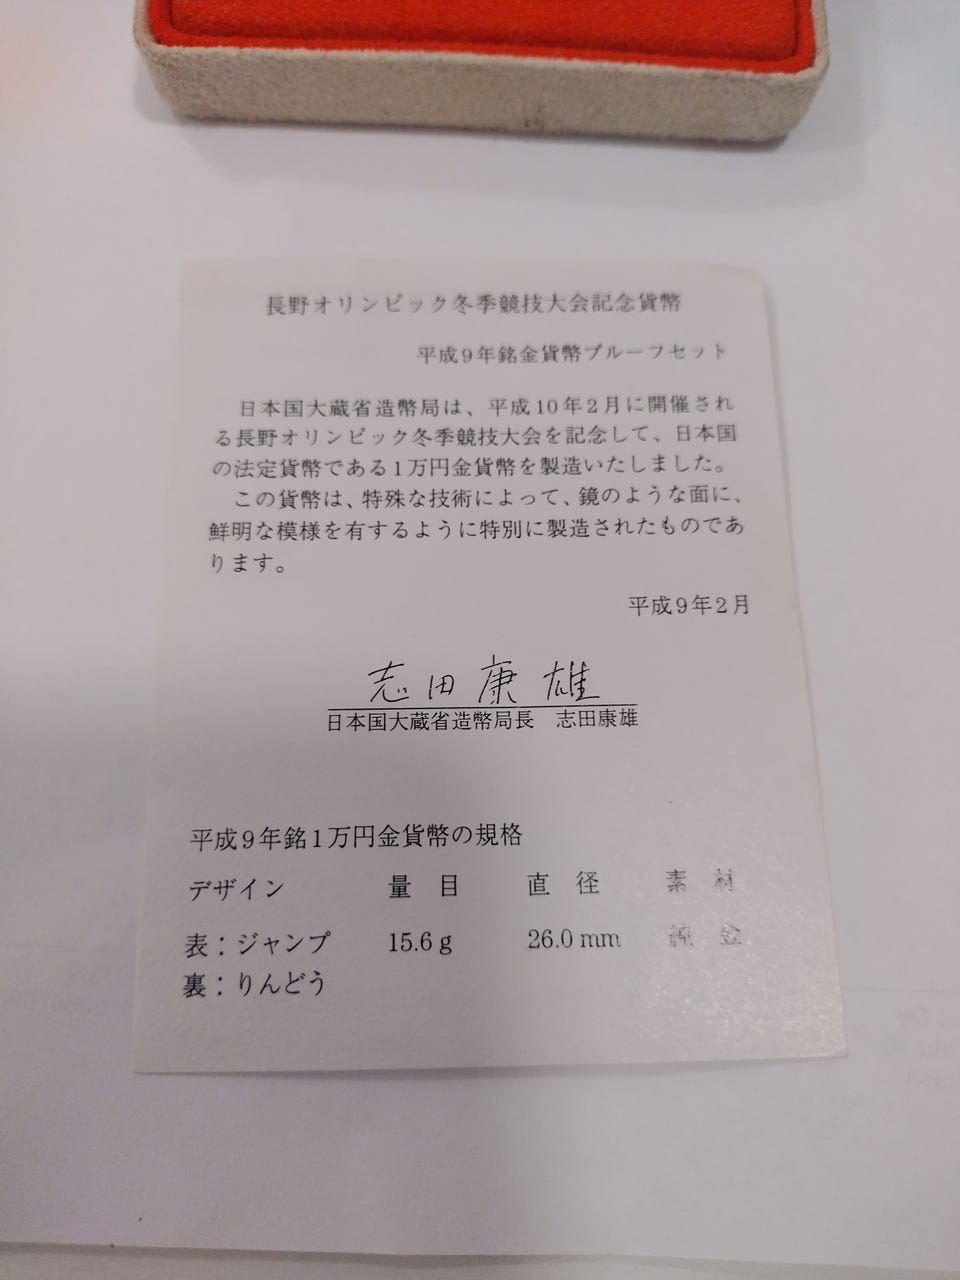 長野オリンピック冬季競技大会記念貨幣
平成9年銘金貨幣プルーフセット
日本国大蔵省造幣局は、平成10年2月に開催され
る長野オリンピック冬季競技大会を記念して、日本国
の法定貨幣である1万円金貨幣を製造いたしました。
この貨幣は、特殊な技術によって、鏡のような面に、
鮮明な模様を有するように特別に製造されたものであ
ります。
平成9年2月
志田康雄
日本国大蔵省造幣局長 志田康雄
平成9年銘1万円金貨幣の規格
デザイン 量目 直径 素材
表：ジャンプ 15.6g 26.0mm 純金
裏：りんどう